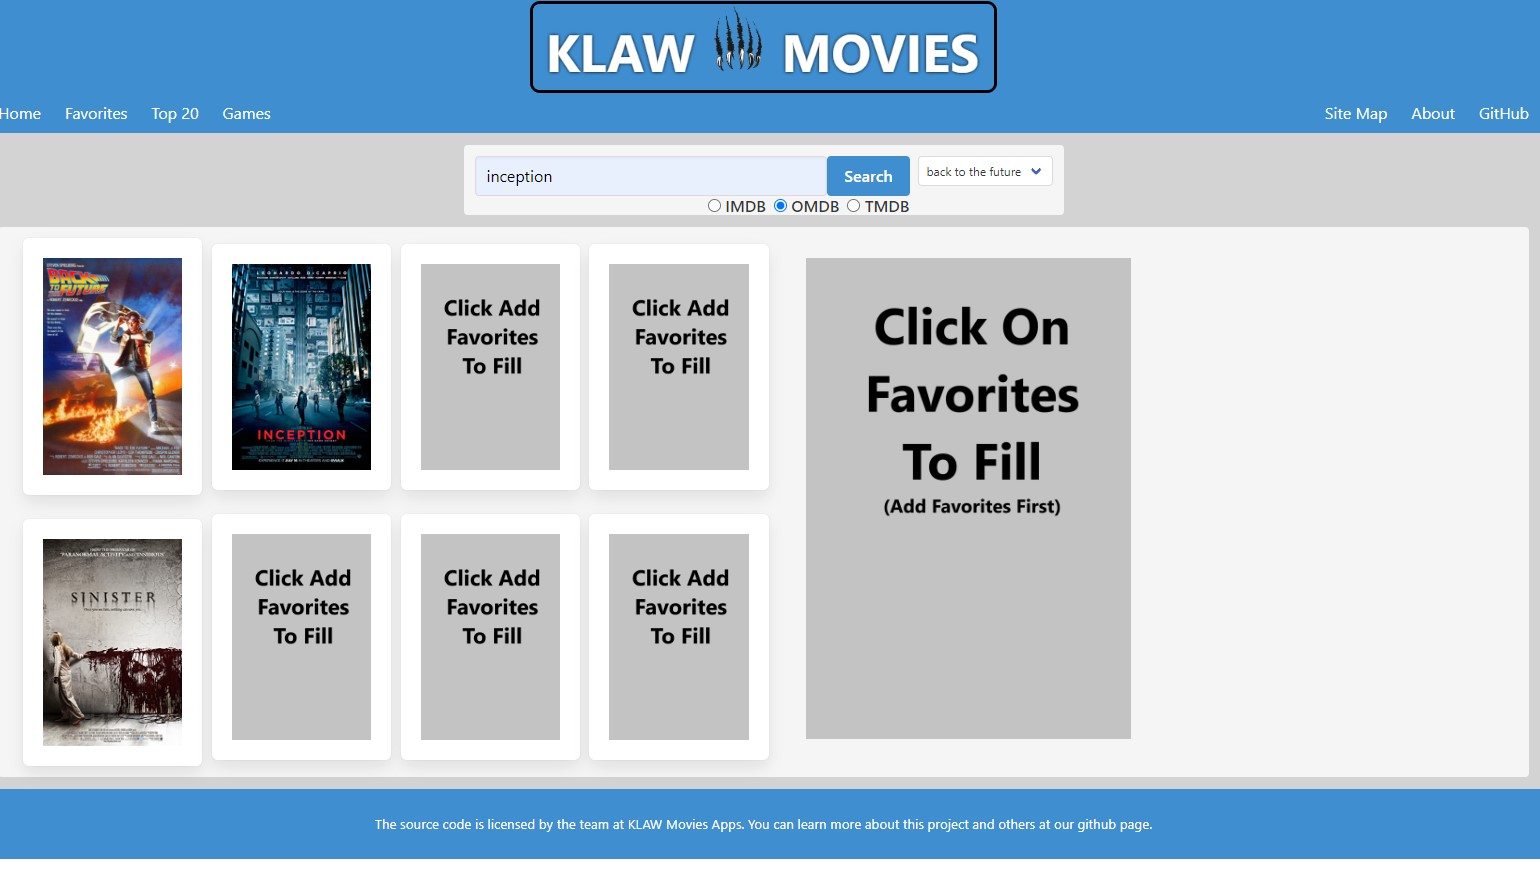 KLAW MOVIES
Home Favorites Top 20 Games Site Map About GitHub
inception Search back to the future
IMDB OMDB TMDB
BACK TO THE FUTURE
LEONARDO DiCAPRIO
INCEPTION
Click Add
Favorites
To Fill
Click Add
Favorites
To Fill
Click On
Favorites
To Fill
(Add Favorites First)
SINISTER
Click Add
Favorites
To Fill
Click Add
Favorites
To Fill
Click Add
Favorites
To Fill
The source code is licensed by the team at KLAW Movies Apps. You can learn more about this project and others at our github page.